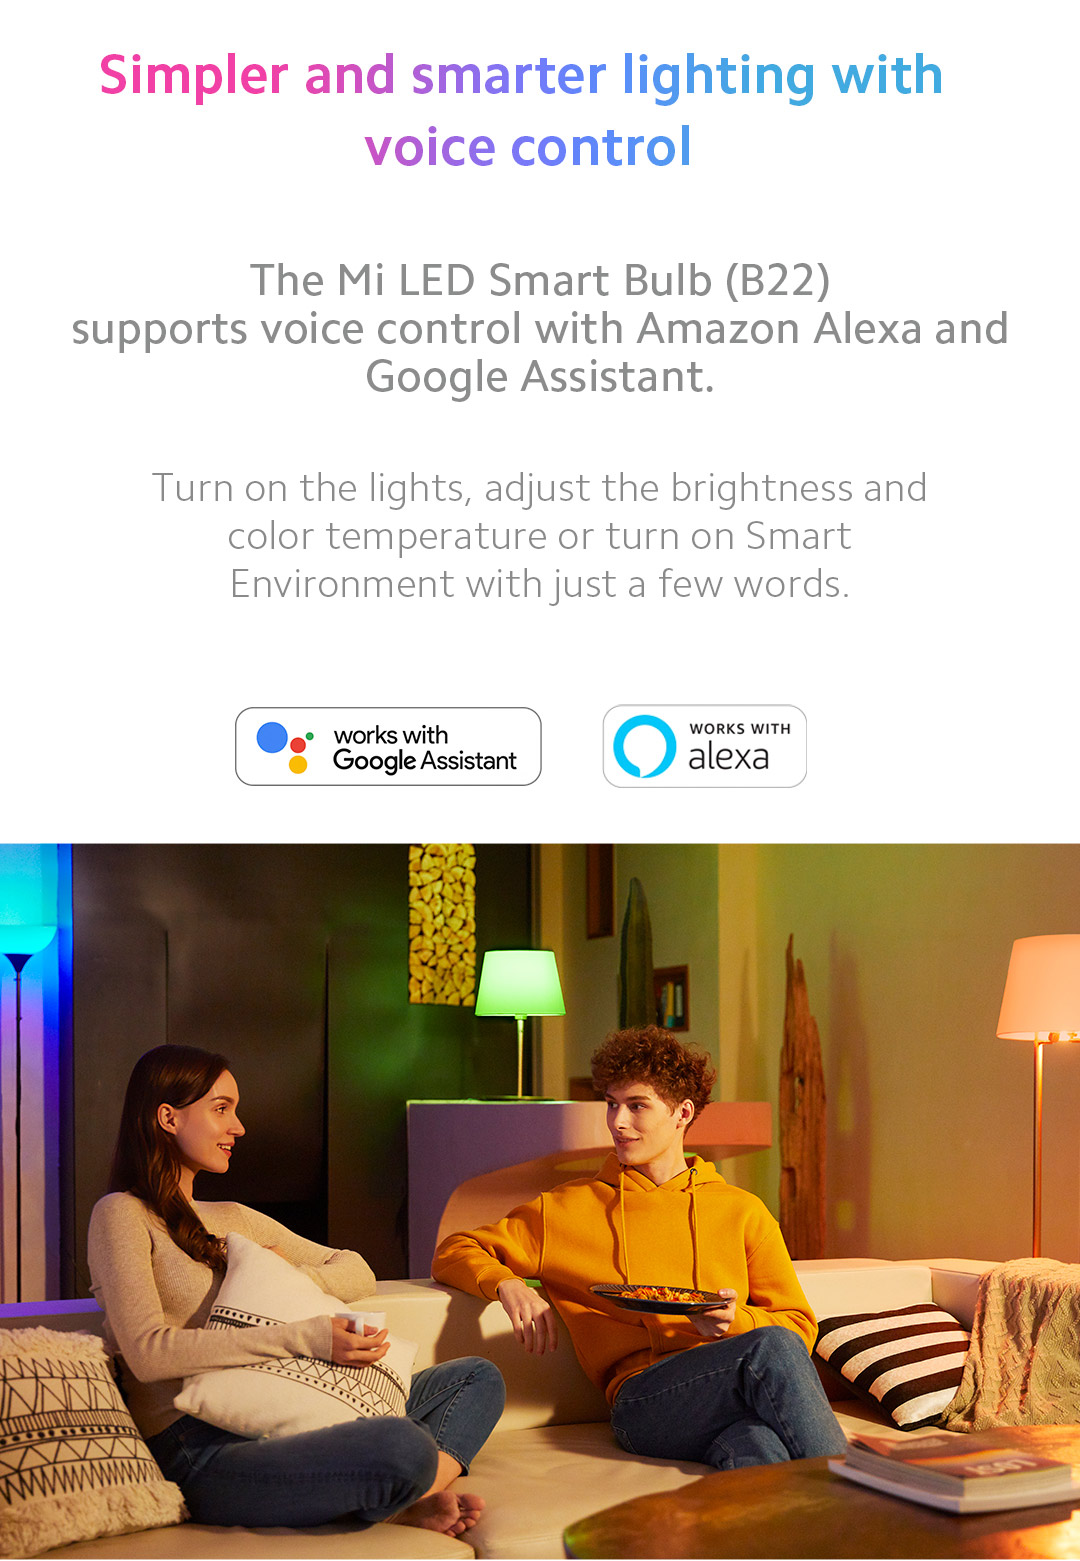 Simpler and smarter lighting with
voice control
The Mi LED Smart Bulb (B22)
supports voice control with Amazon Alexa and
Google Assistant.
Turn on the lights, adjust the brightness and
color temperature or turn on Smart
Environment with just a few words.
works with
Google Assistant
WORKS WITH
alexa